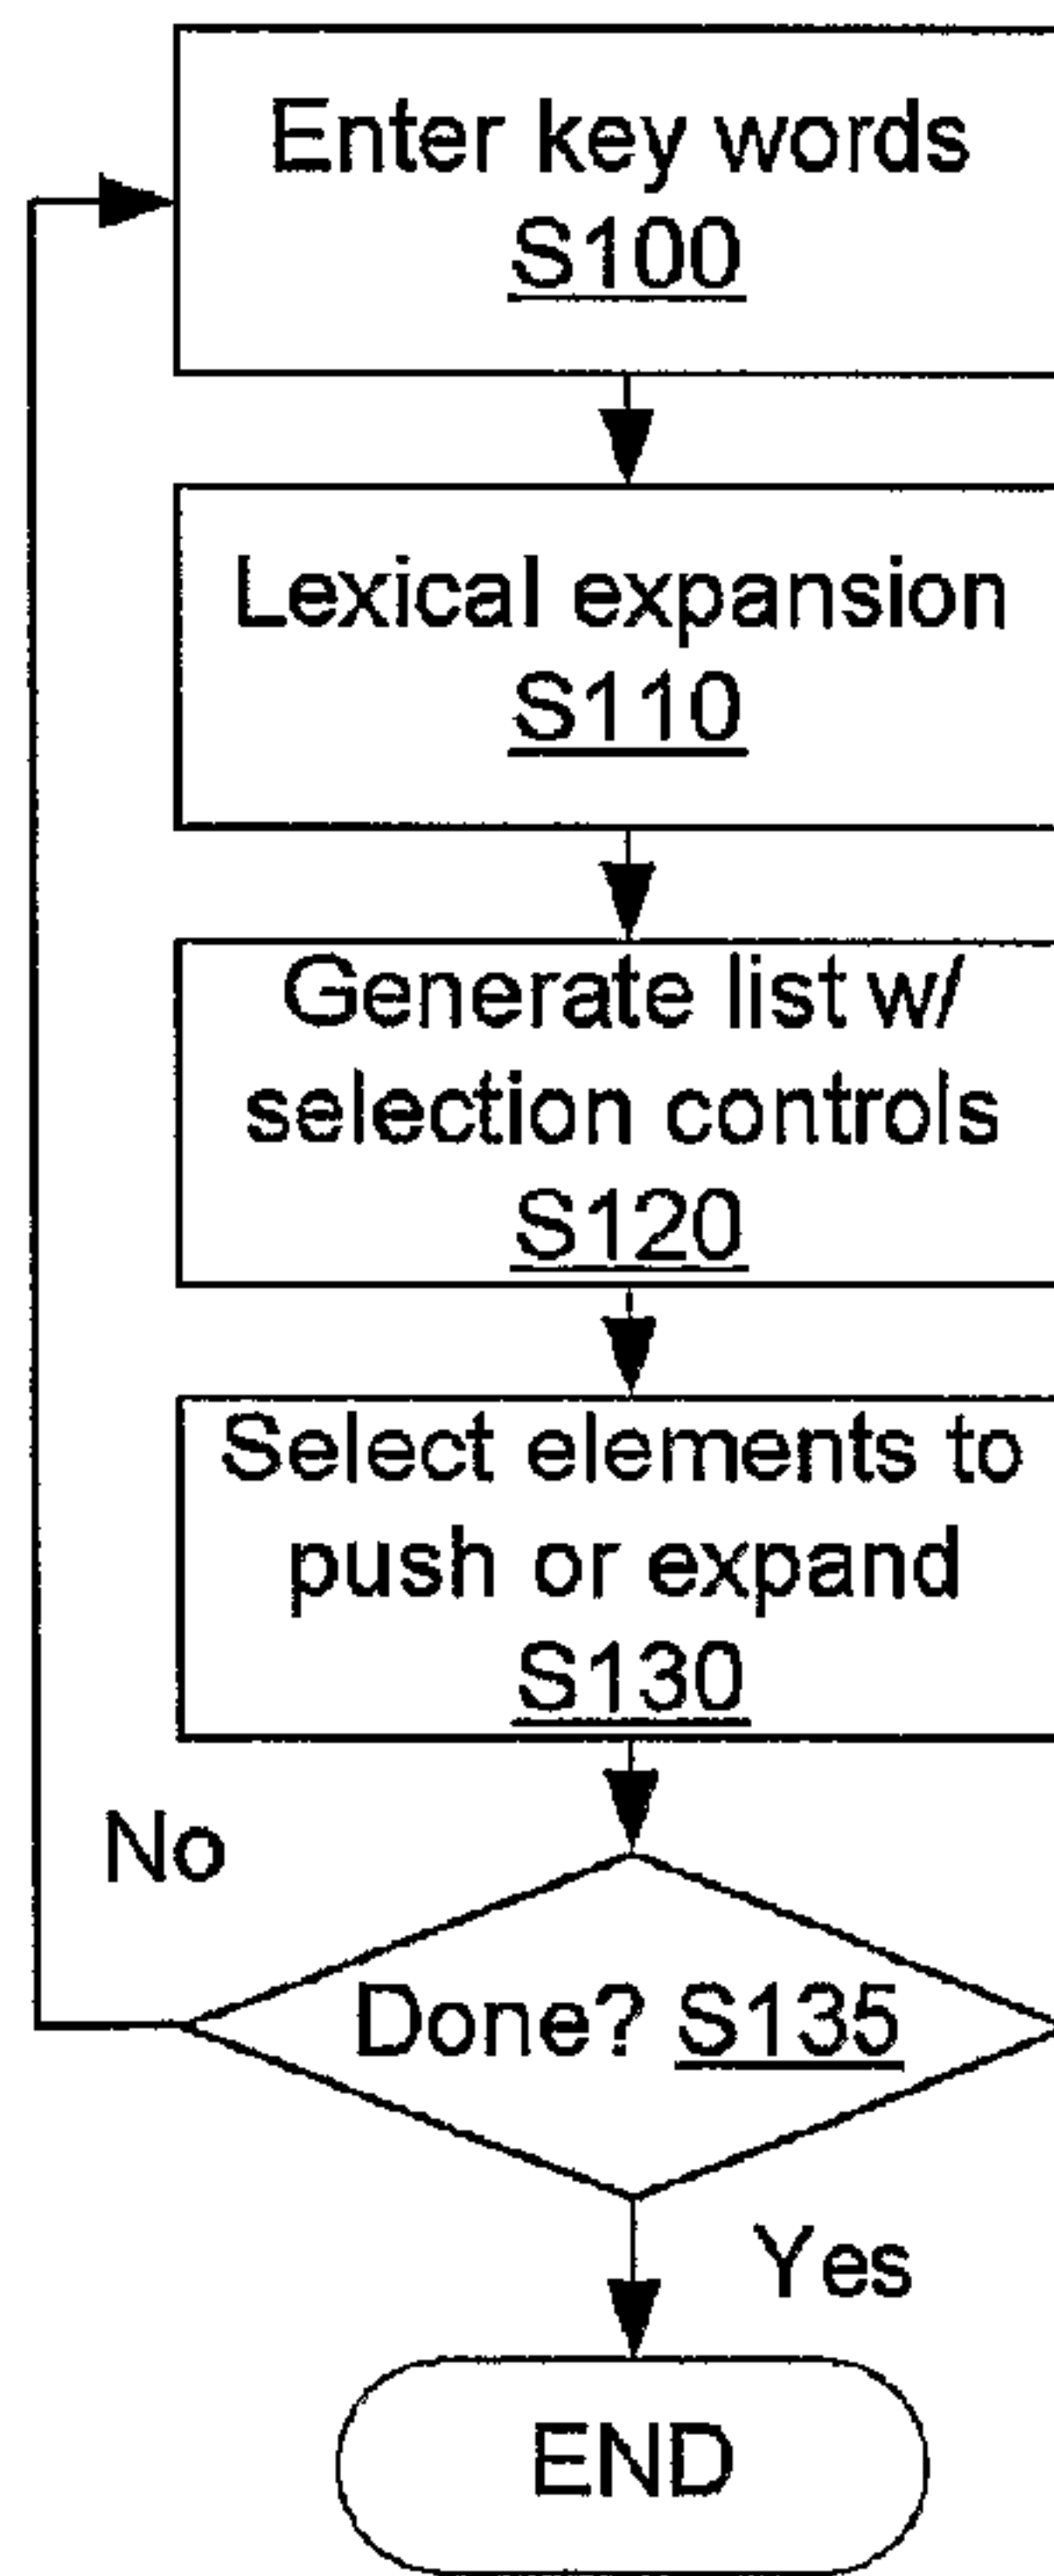 Enter key words
S100
Lexical expansion
S110
Generate list w/
selection controls
S120
Select elements to
push or expand
S130
No
Done? S135
Yes
END